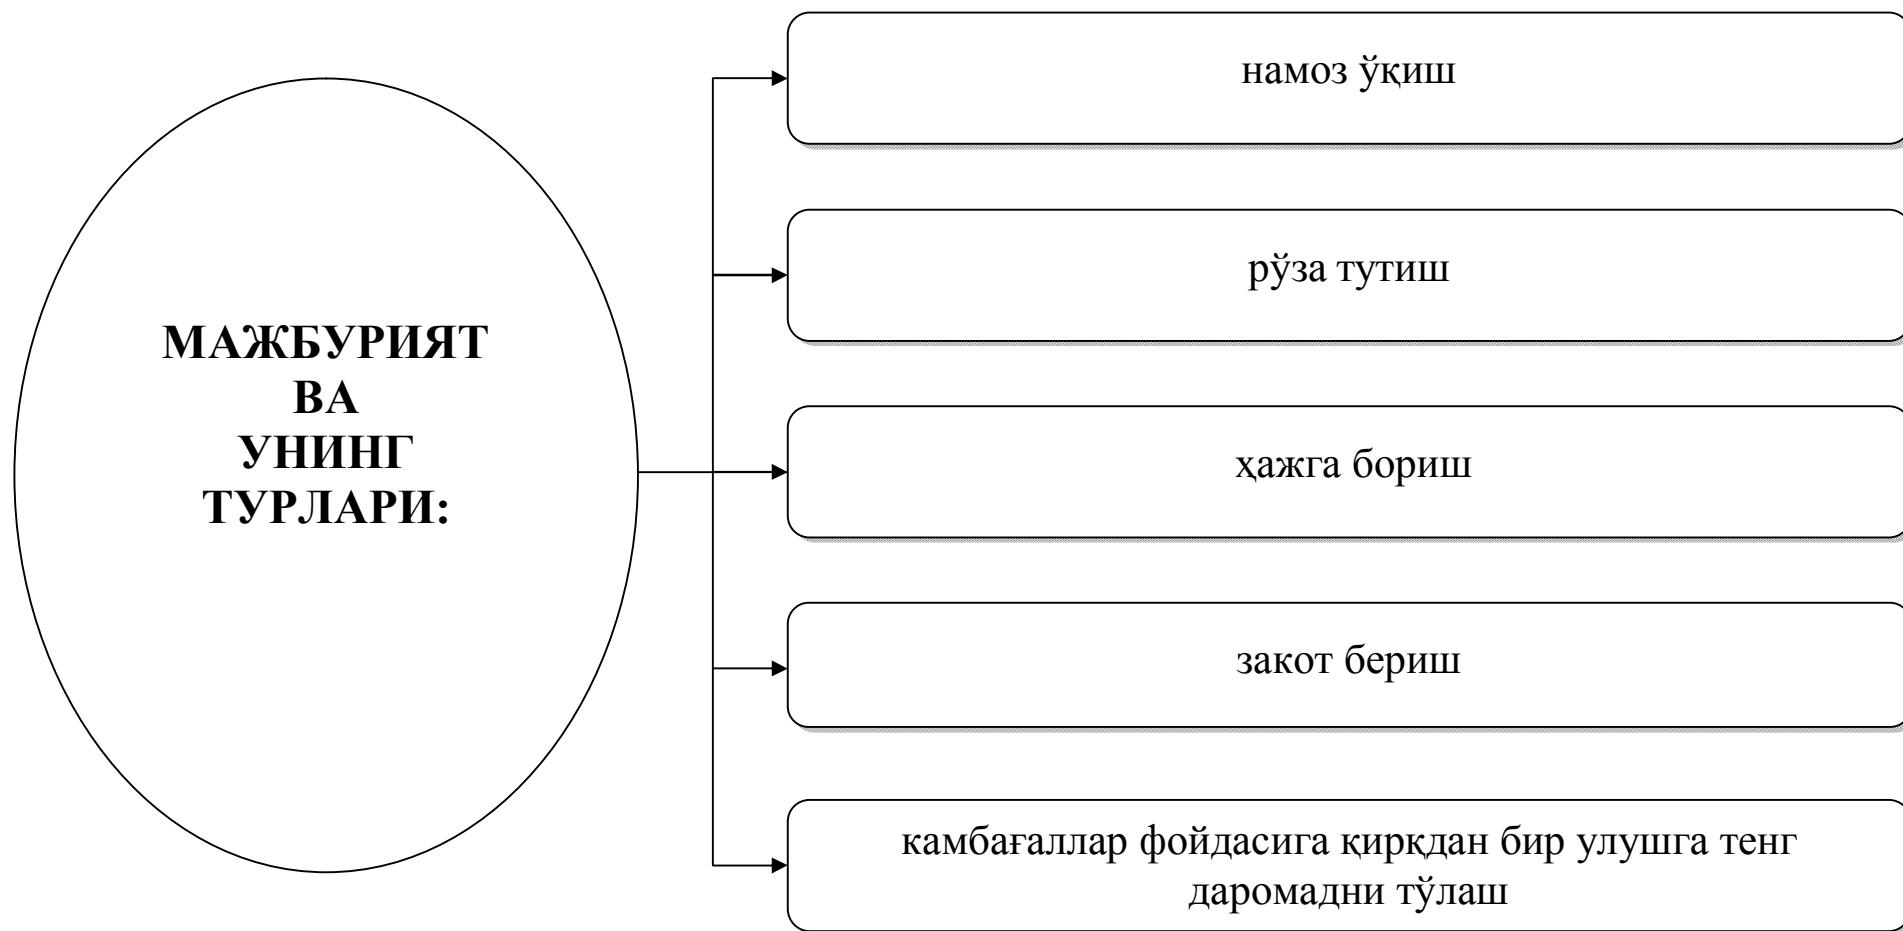 МАЖБУРИЯТ
ВА
УНИНГ
ТУРЛАРИ:
намоз ўқиш
рўза тутиш
ҳажга бориш
закот бериш
камбағаллар фойдасига қирқдан бир улушга тенг
даромадни тўлаш